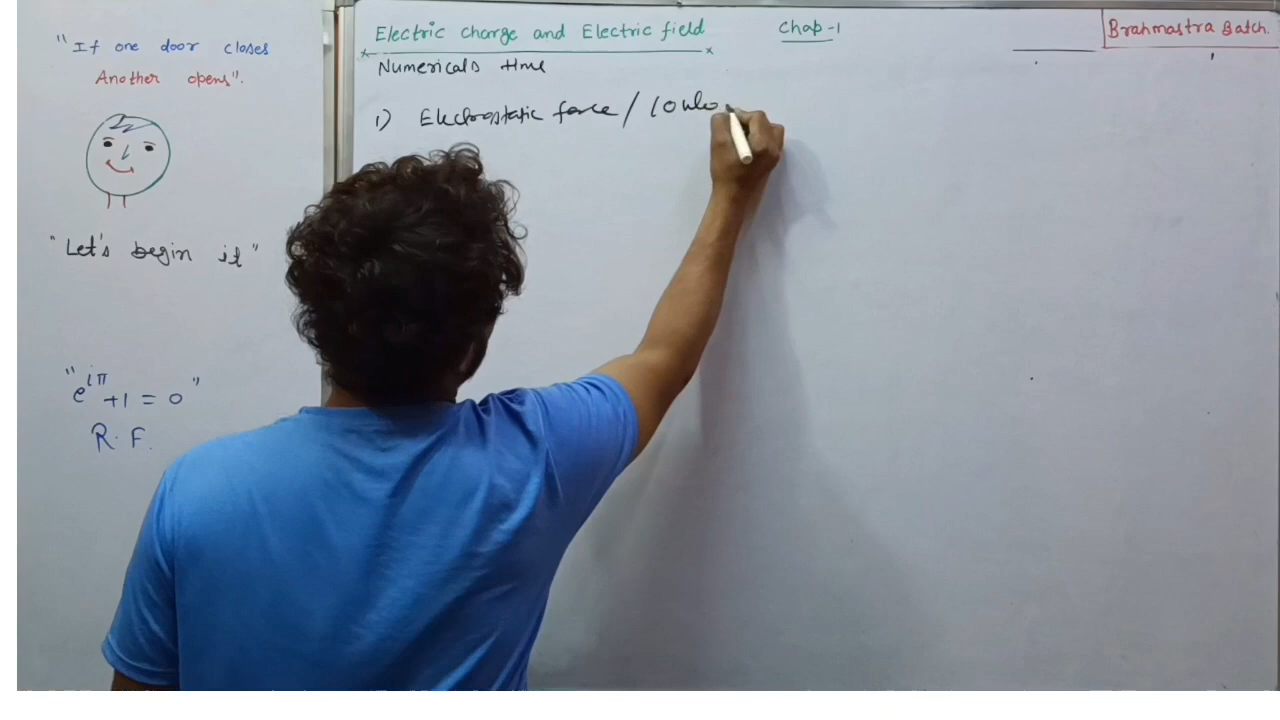 "If one door closes
Another opens".
"Let's begin it"
"e^iπ +1 = 0"
R. F.
Electric charge and Electric field
Chap-1
Brahmastra Batch.
Numericals time
1) Electrostatic force / Coulo